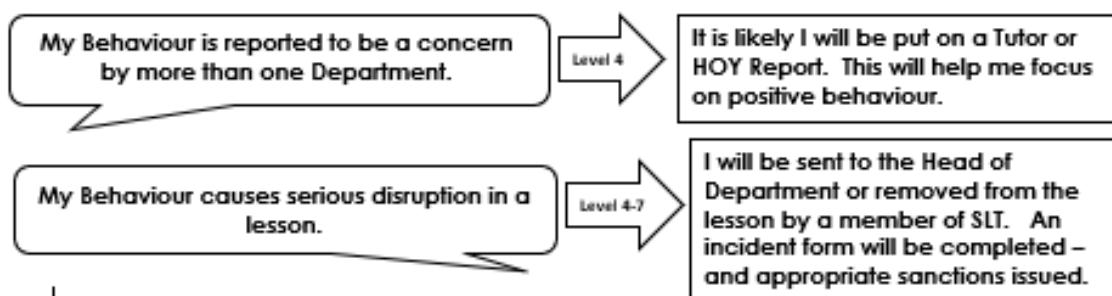 My Behaviour is reported to be a concern
by more than one Department.
Level 4
It is likely I will be put on a Tutor or
HOY Report. This will help me focus
on positive behaviour.
My Behaviour causes serious disruption in a
lesson.
Level 4-7
I will be sent to the Head of
Department or removed from the
lesson by a member of SLT. An
incident form will be completed –
and appropriate sanctions issued.